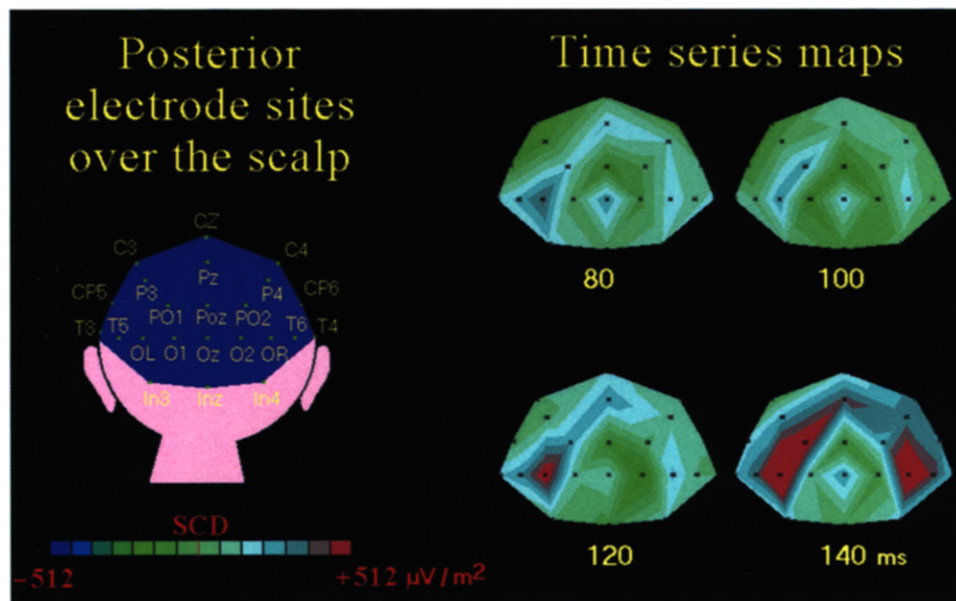 Posterior
electrode sites
over the scalp
Time series maps
CZ
C3 C4
Pz
CP5 P3 P4 CP6
PO1 Poz PO2
T3 T5 T6 T4
OL O1 Oz O2 OR
In3 Inz In4
SCD
-512 +512 µV/m²
80 100
120 140 ms